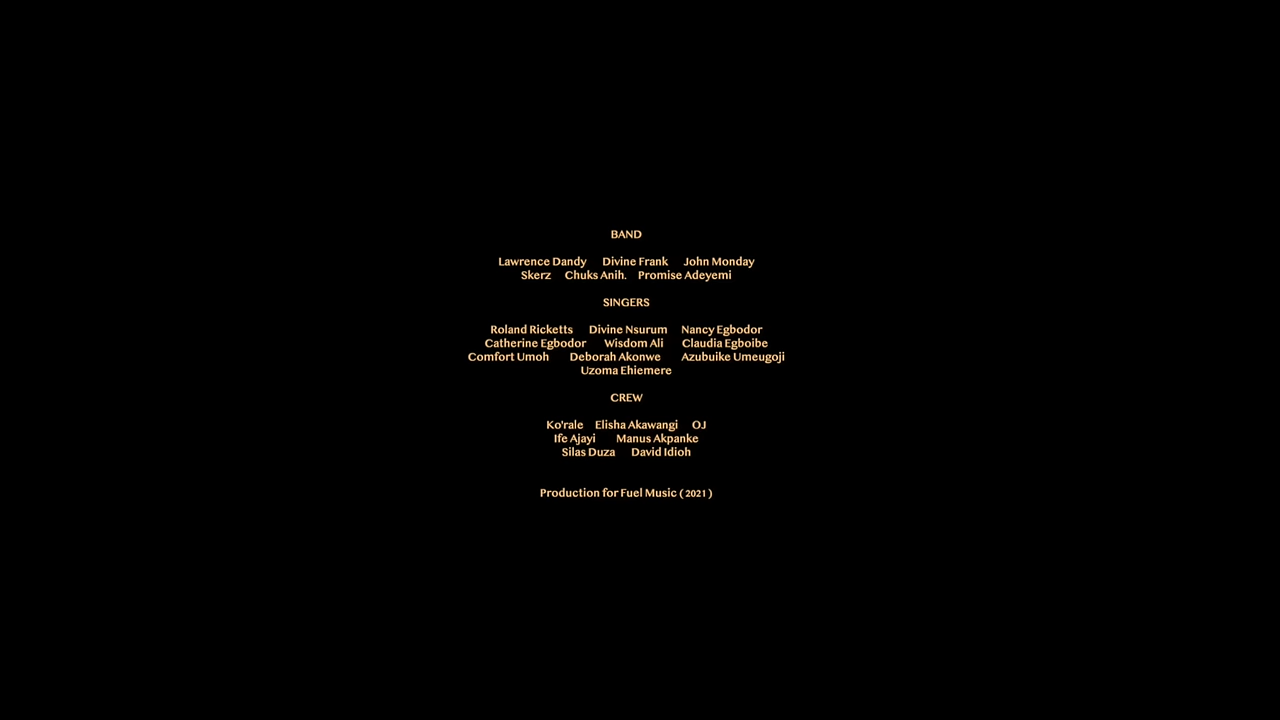 BAND
Lawrence Dandy Divine Frank John Monday
Skerz Chuks Anih. Promise Adeyemi
SINGERS
Roland Ricketts Divine Nsurum Nancy Egbodor
Catherine Egbodor Wisdom Ali Claudia Egboibe
Comfort Umoh Deborah Akonwe Azubuike Umeugoji
Uzoma Ehiemere
CREW
Ko'rale Elisha Akawangi OJ
Ife Ajayi Manus Akpanke
Silas Duza David Idioh
Production for Fuel Music ( 2021 )